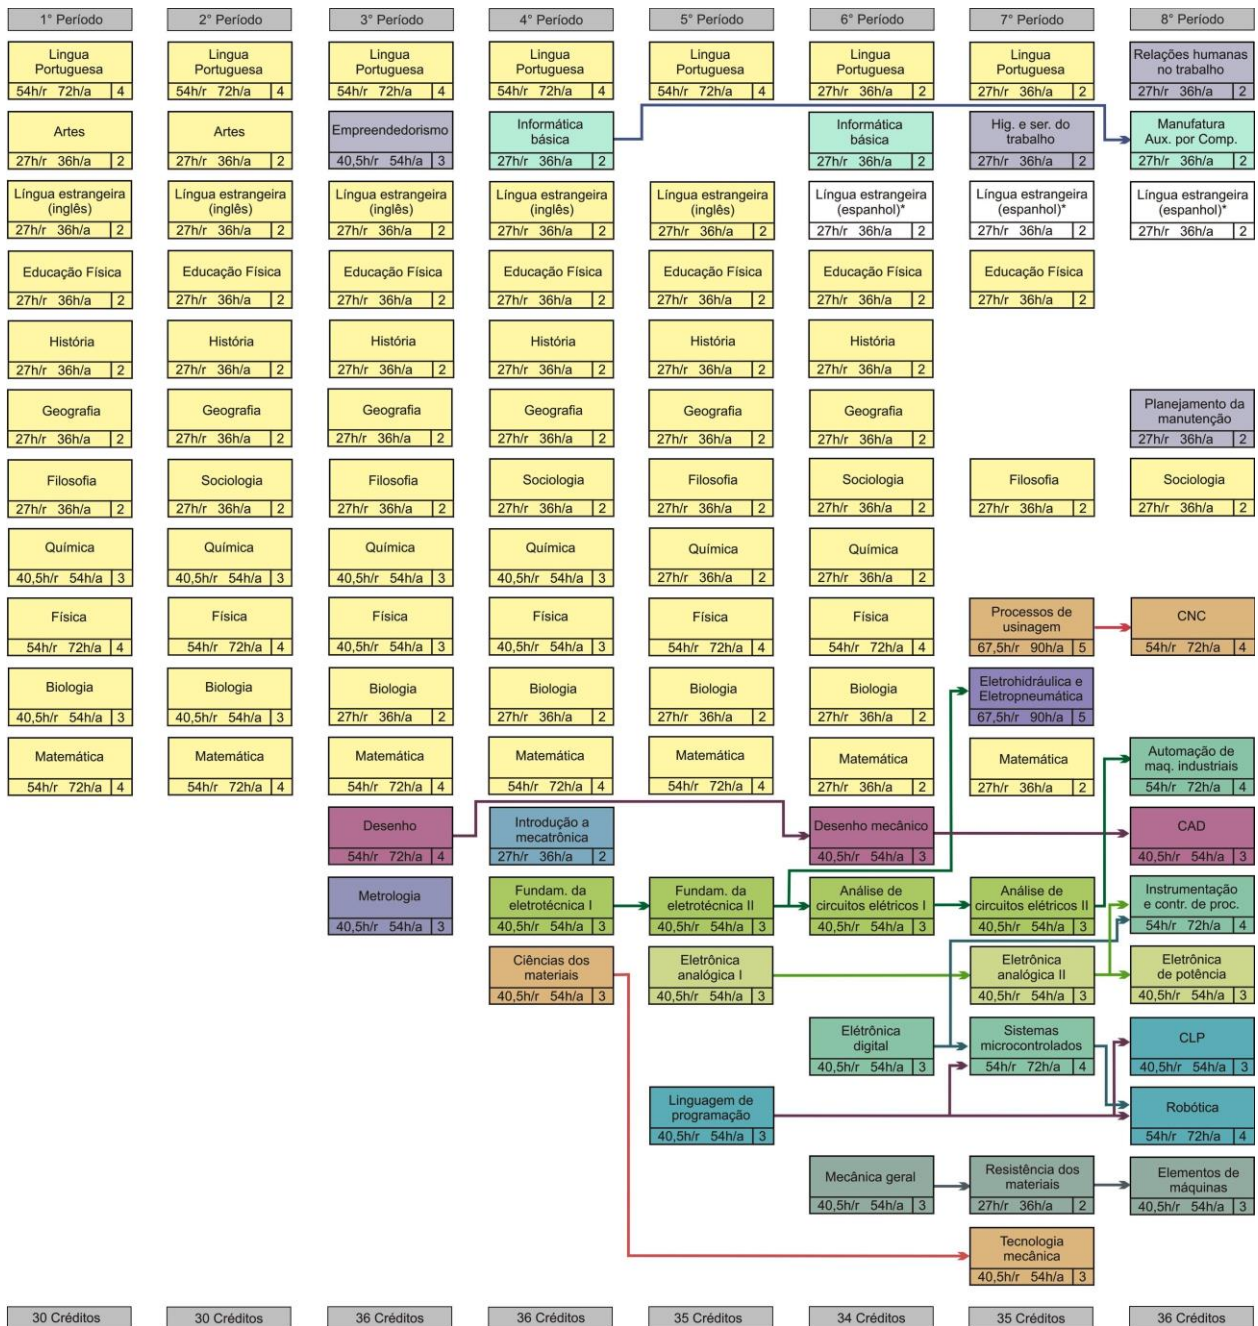 1° Período
2° Período
3° Período
4° Período
5° Período
6° Período
7° Período
8° Período
Lingua
Portuguesa
54h/r 72h/a 4
Lingua
Portuguesa
54h/r 72h/a 4
Lingua
Portuguesa
54h/r 72h/a 4
Lingua
Portuguesa
54h/r 72h/a 4
Lingua
Portuguesa
54h/r 72h/a 4
Lingua
Portuguesa
27h/r 36h/a 2
Lingua
Portuguesa
27h/r 36h/a 2
Relações humanas
no trabalho
27h/r 36h/a 2
Artes
27h/r 36h/a 2
Artes
27h/r 36h/a 2
Empreendedorismo
40,5h/r 54h/a 3
Informática
básica
27h/r 36h/a 2
Informática
básica
27h/r 36h/a 2
Hig. e ser. do
trabalho
27h/r 36h/a 2
Manufatura
Aux. por Comp.
27h/r 36h/a 2
Língua estrangeira
(inglês)
27h/r 36h/a 2
Língua estrangeira
(inglês)
27h/r 36h/a 2
Língua estrangeira
(inglês)
27h/r 36h/a 2
Língua estrangeira
(inglês)
27h/r 36h/a 2
Língua estrangeira
(inglês)
27h/r 36h/a 2
Língua estrangeira
(espanhol)*
27h/r 36h/a 2
Língua estrangeira
(espanhol)*
27h/r 36h/a 2
Língua estrangeira
(espanhol)*
27h/r 36h/a 2
Educação Física
27h/r 36h/a 2
Educação Física
27h/r 36h/a 2
Educação Física
27h/r 36h/a 2
Educação Física
27h/r 36h/a 2
Educação Física
27h/r 36h/a 2
Educação Física
27h/r 36h/a 2
Educação Física
27h/r 36h/a 2
História
27h/r 36h/a 2
História
27h/r 36h/a 2
História
27h/r 36h/a 2
História
27h/r 36h/a 2
História
27h/r 36h/a 2
História
27h/r 36h/a 2
Geografia
27h/r 36h/a 2
Geografia
27h/r 36h/a 2
Geografia
27h/r 36h/a 2
Geografia
27h/r 36h/a 2
Geografia
27h/r 36h/a 2
Geografia
27h/r 36h/a 2
Planejamento da
manutenção
27h/r 36h/a 2
Filosofia
27h/r 36h/a 2
Sociologia
27h/r 36h/a 2
Filosofia
27h/r 36h/a 2
Sociologia
27h/r 36h/a 2
Filosofia
27h/r 36h/a 2
Sociologia
27h/r 36h/a 2
Filosofia
27h/r 36h/a 2
Sociologia
27h/r 36h/a 2
Química
40,5h/r 54h/a 3
Química
40,5h/r 54h/a 3
Química
40,5h/r 54h/a 3
Química
40,5h/r 54h/a 3
Química
27h/r 36h/a 2
Química
27h/r 36h/a 2
Física
54h/r 72h/a 4
Física
54h/r 72h/a 4
Física
40,5h/r 54h/a 3
Física
40,5h/r 54h/a 3
Física
54h/r 72h/a 4
Física
54h/r 72h/a 4
Processos de
usinagem
67,5h/r 90h/a 5
CNC
54h/r 72h/a 4
Biologia
40,5h/r 54h/a 3
Biologia
40,5h/r 54h/a 3
Biologia
27h/r 36h/a 2
Biologia
27h/r 36h/a 2
Biologia
27h/r 36h/a 2
Biologia
27h/r 36h/a 2
Eletrohidráulica e
Eletropneumática
67,5h/r 90h/a 5
Matemática
54h/r 72h/a 4
Matemática
54h/r 72h/a 4
Matemática
54h/r 72h/a 4
Matemática
54h/r 72h/a 4
Matemática
54h/r 72h/a 4
Matemática
27h/r 36h/a 2
Matemática
27h/r 36h/a 2
Automação de
maq. industriais
54h/r 72h/a 4
Desenho
54h/r 72h/a 4
Introdução a
mecatrônica
27h/r 36h/a 2
Desenho mecânico
40,5h/r 54h/a 3
CAD
40,5h/r 54h/a 3
Metrologia
40,5h/r 54h/a 3
Fundam. da
eletrotécnica I
40,5h/r 54h/a 3
Fundam. da
eletrotécnica II
40,5h/r 54h/a 3
Análise de
circuitos elétricos I
40,5h/r 54h/a 3
Análise de
circuitos elétricos II
40,5h/r 54h/a 3
Instrumentação
e contr. de proc.
54h/r 72h/a 4
Ciências dos
materiais
40,5h/r 54h/a 3
Eletrônica
analógica I
40,5h/r 54h/a 3
Eletrônica
analógica II
40,5h/r 54h/a 3
Eletrônica
de potência
40,5h/r 54h/a 3
Elétrônica
digital
40,5h/r 54h/a 3
Sistemas
microcontrolados
54h/r 72h/a 4
CLP
40,5h/r 54h/a 3
Linguagem de
programação
40,5h/r 54h/a 3
Robótica
54h/r 72h/a 4
Mecânica geral
40,5h/r 54h/a 3
Resistência dos
materiais
27h/r 36h/a 2
Elementos de
máquinas
40,5h/r 54h/a 3
Tecnologia
mecânica
40,5h/r 54h/a 3
30 Créditos
30 Créditos
36 Créditos
36 Créditos
35 Créditos
34 Créditos
35 Créditos
36 Créditos